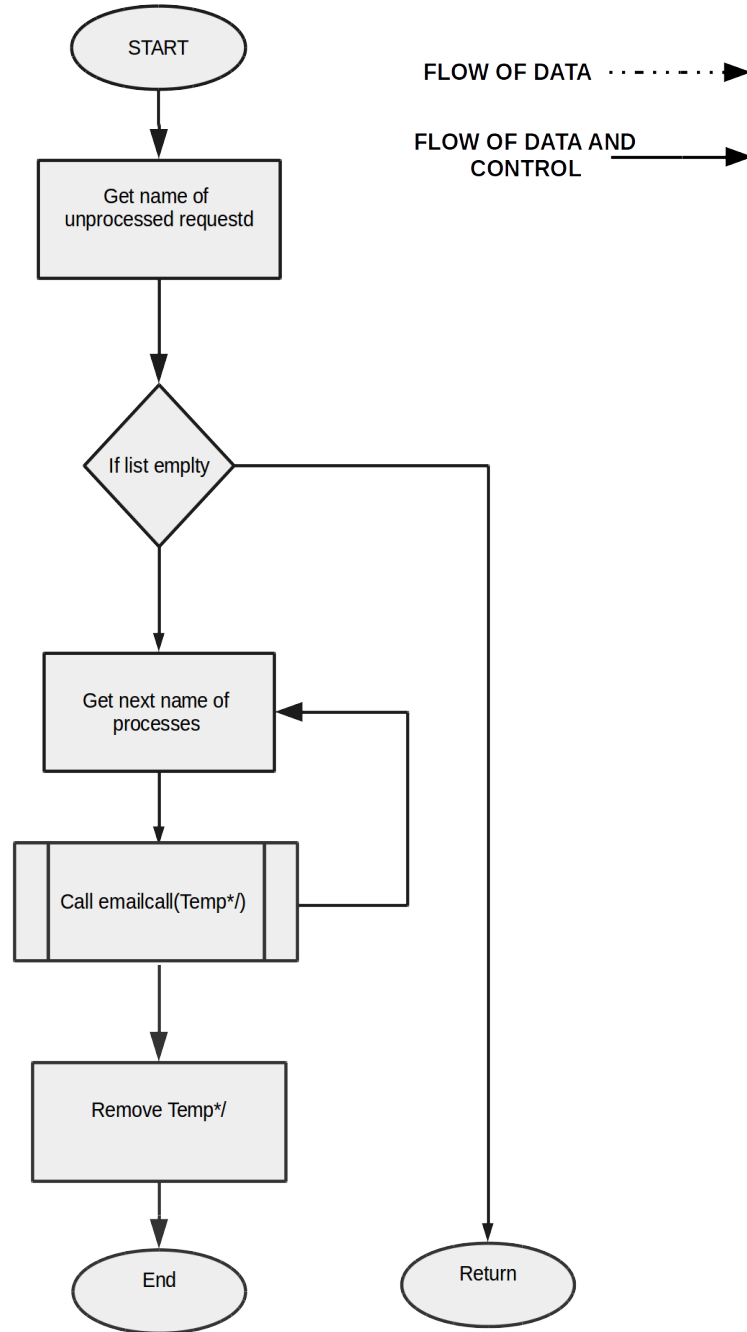 START
FLOW OF DATA
FLOW OF DATA AND
CONTROL
Get name of
unprocessed requestd
If list emplty
Get next name of
processes
Call emailcall(Temp*/)
Remove Temp*/
End
Return